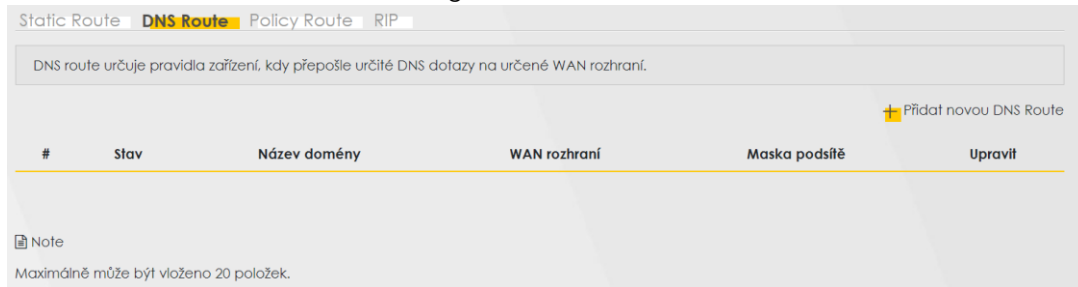 Static Route DNS Route Policy Route RIP
DNS route určuje pravidla zařízení, kdy přepošle určité DNS dotazy na určené WAN rozhraní.
+ Přidat novou DNS Route
# Stav Název domény WAN rozhraní Maska podsítě Upravit
Note
Maximálně může být vloženo 20 položek.